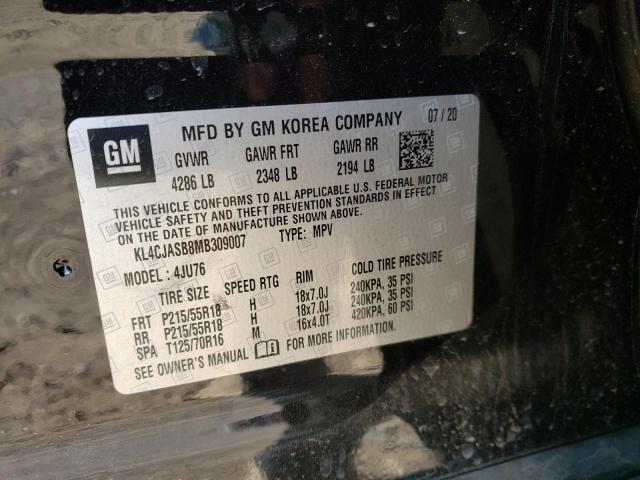 GM
MFD BY GM KOREA COMPANY 07 / 20
GVWR GAWR FRT GAWR RR
4286 LB 2348 LB 2194 LB
THIS VEHICLE CONFORMS TO ALL APPLICABLE U.S. FEDERAL MOTOR
VEHICLE SAFETY AND THEFT PREVENTION STANDARDS IN EFFECT
ON THE DATE OF MANUFACTURE SHOWN ABOVE.
KL4CJASB8MB309007 TYPE: MPV
MODEL : 4JU76
TIRE SIZE SPEED RTG RIM COLD TIRE PRESSURE
FRT P215/55R18 H 18x7.0J 240KPA, 35 PSI
RR P215/55R18 H 18x7.0J 240KPA, 35 PSI
SPA T125/70R16 M 16x4.0T 420KPA, 60 PSI
SEE OWNER'S MANUAL FOR MORE INFORMATION.